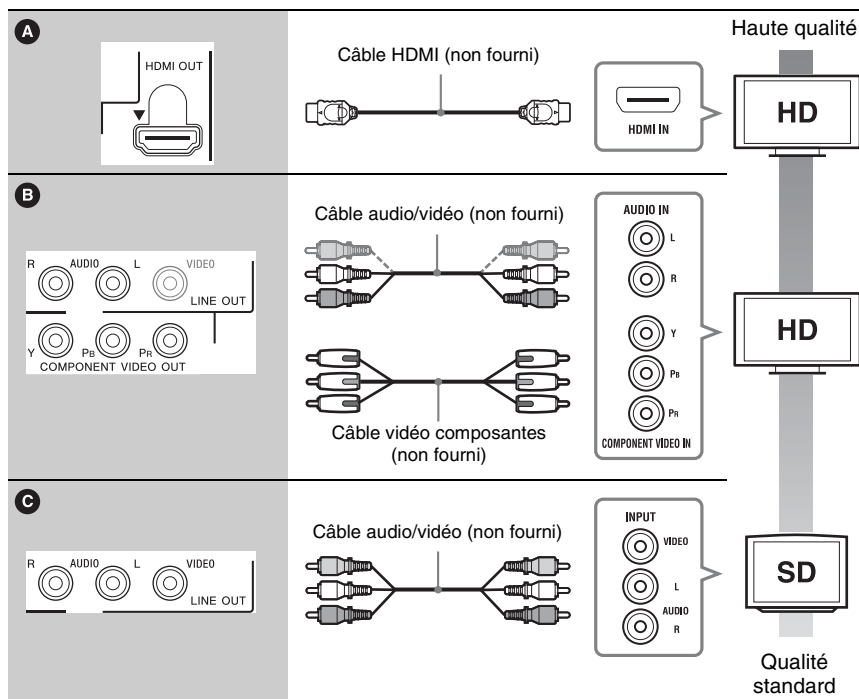 A
HDMI OUT
Câble HDMI (non fourni)
HDMI IN
Haute qualité
HD
B
R AUDIO L VIDEO
LINE OUT
Y PB PR
COMPONENT VIDEO OUT
Câble audio/vidéo (non fourni)
Câble vidéo composantes
(non fourni)
AUDIO IN
L
R
Y
PB
PR
COMPONENT VIDEO IN
HD
C
R AUDIO L VIDEO
LINE OUT
Câble audio/vidéo (non fourni)
INPUT
VIDEO
L
AUDIO
R
SD
Qualité
standard